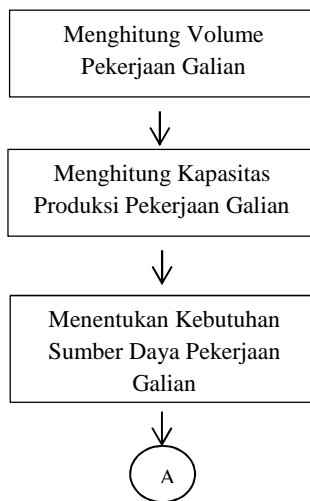 Menghitung Volume
Pekerjaan Galian
Menghitung Kapasitas
Produksi Pekerjaan Galian
Menentukan Kebutuhan
Sumber Daya Pekerjaan
Galian
A